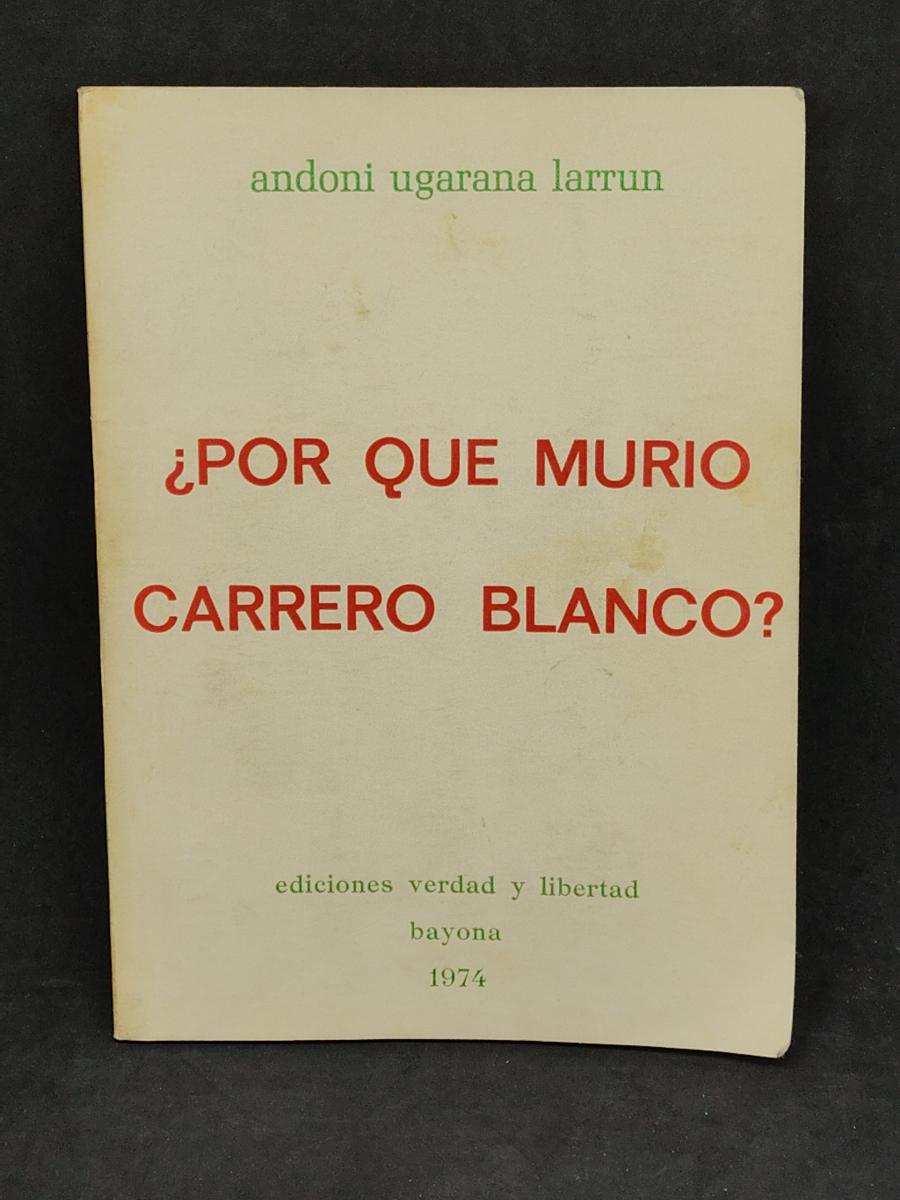 andoni ugarana larrun
¿POR QUE MURIO
CARRERO BLANCO?
ediciones verdad y libertad
bayona
1974